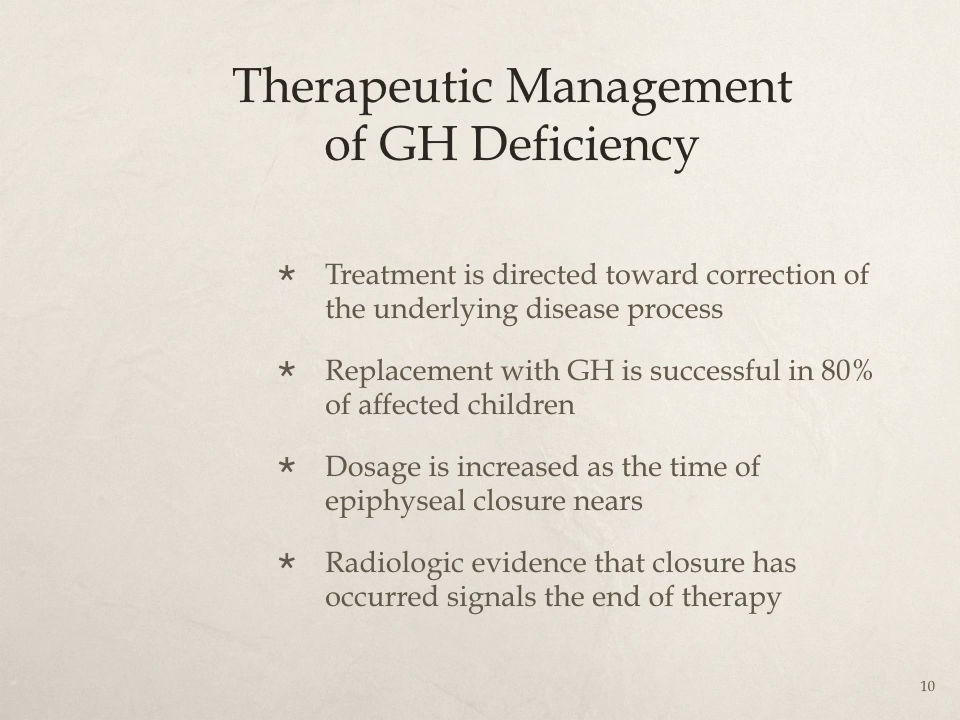 Therapeutic Management
of GH Deficiency
* Treatment is directed toward correction of
the underlying disease process
* Replacement with GH is successful in 80%
of affected children
* Dosage is increased as the time of
epiphyseal closure nears
* Radiologic evidence that closure has
occurred signals the end of therapy
10